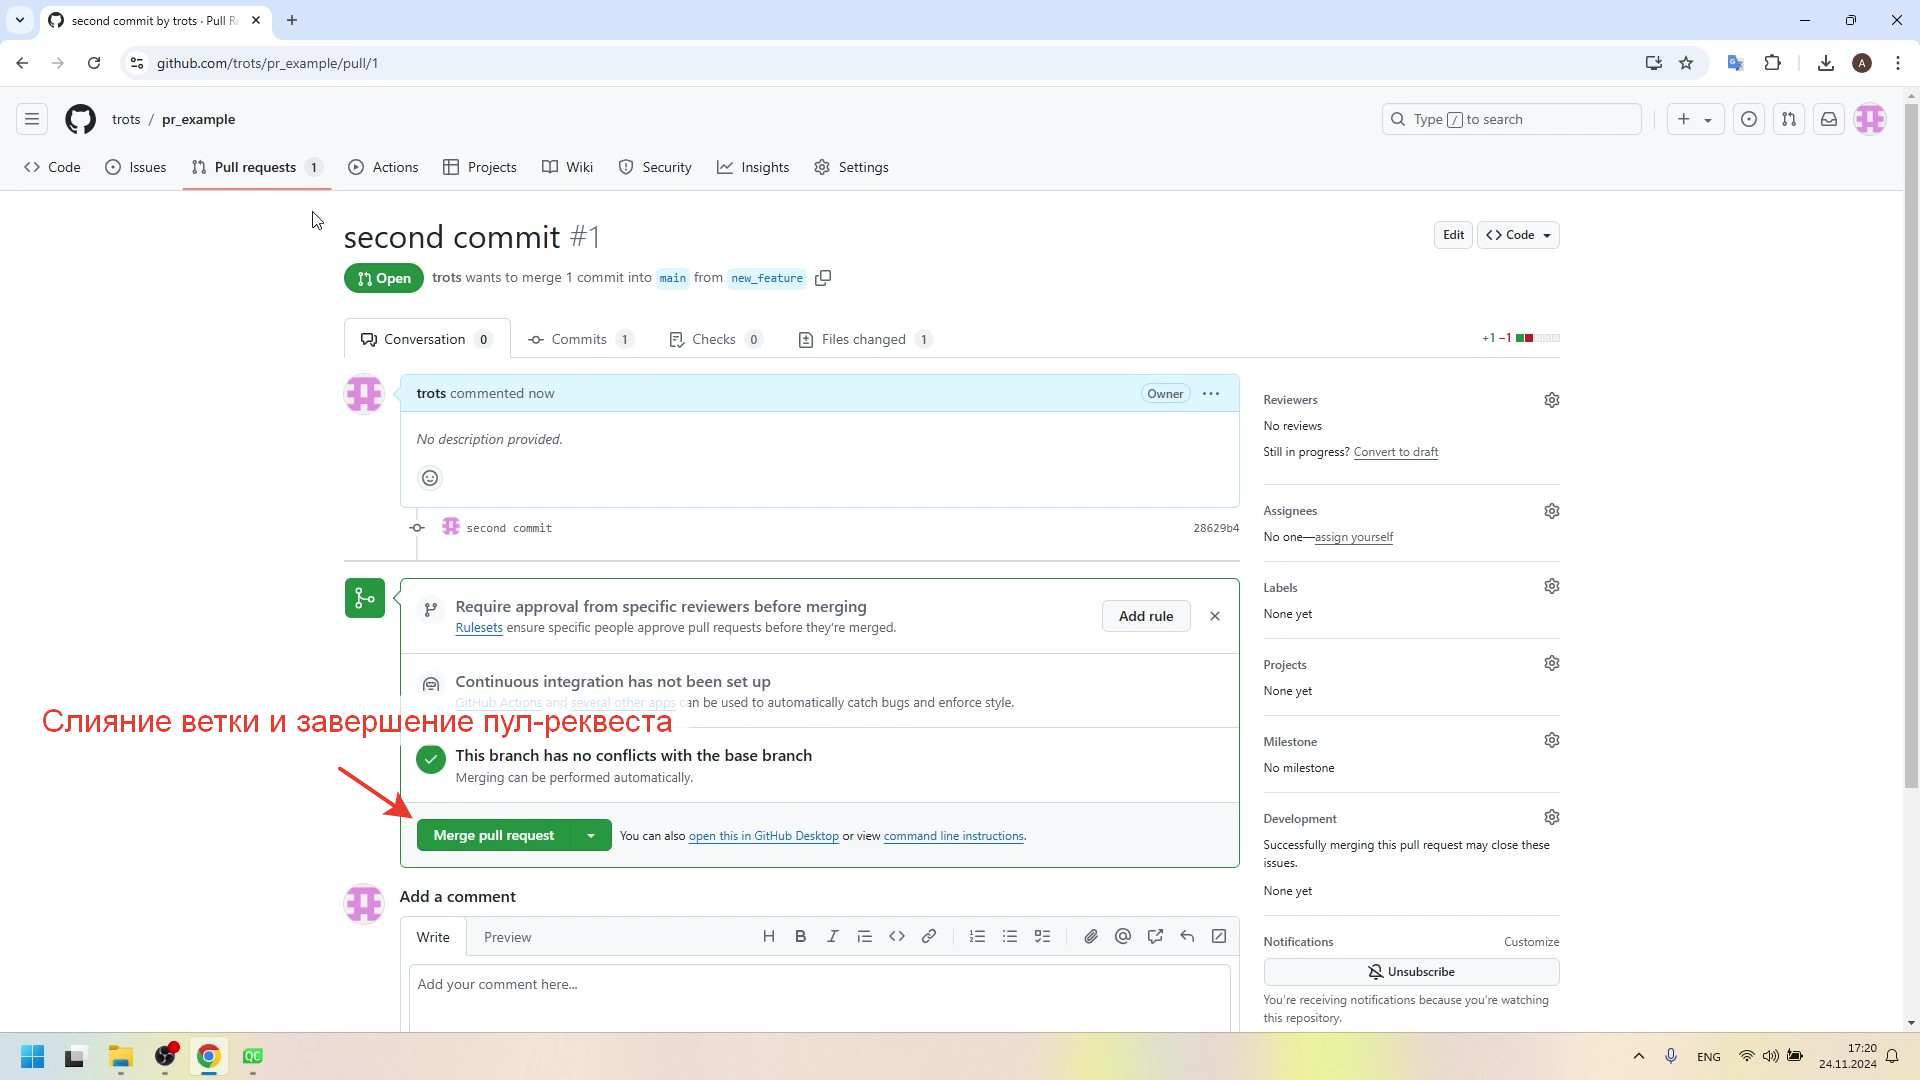 second commit by trots · Pull Re
github.com/trots/pr_example/pull/1
A
trots / pr_example
Type / to search
Code
Issues
Pull requests 1
Actions
Projects
Wiki
Security
Insights
Settings
second commit #1
Edit
Code
Open
trots wants to merge 1 commit into main from new_feature
Conversation 0
Commits 1
Checks 0
Files changed 1
+1 −1
trots commented now
Owner
No description provided.
second commit
28629b4
Require approval from specific reviewers before merging
Rulesets ensure specific people approve pull requests before they're merged.
Add rule
Continuous integration has not been set up
GitHub Actions and several other apps can be used to automatically catch bugs and enforce style.
Слияние ветки и завершение пул-реквеста
This branch has no conflicts with the base branch
Merging can be performed automatically.
Merge pull request
You can also open this in GitHub Desktop or view command line instructions.
Add a comment
Write
Preview
Add your comment here...
Reviewers
No reviews
Still in progress? Convert to draft
Assignees
No one—assign yourself
Labels
None yet
Projects
None yet
Milestone
No milestone
Development
Successfully merging this pull request may close these
issues.
None yet
Notifications
Customize
Unsubscribe
You're receiving notifications because you're watching
this repository.
QC
ENG
17:20
24.11.2024